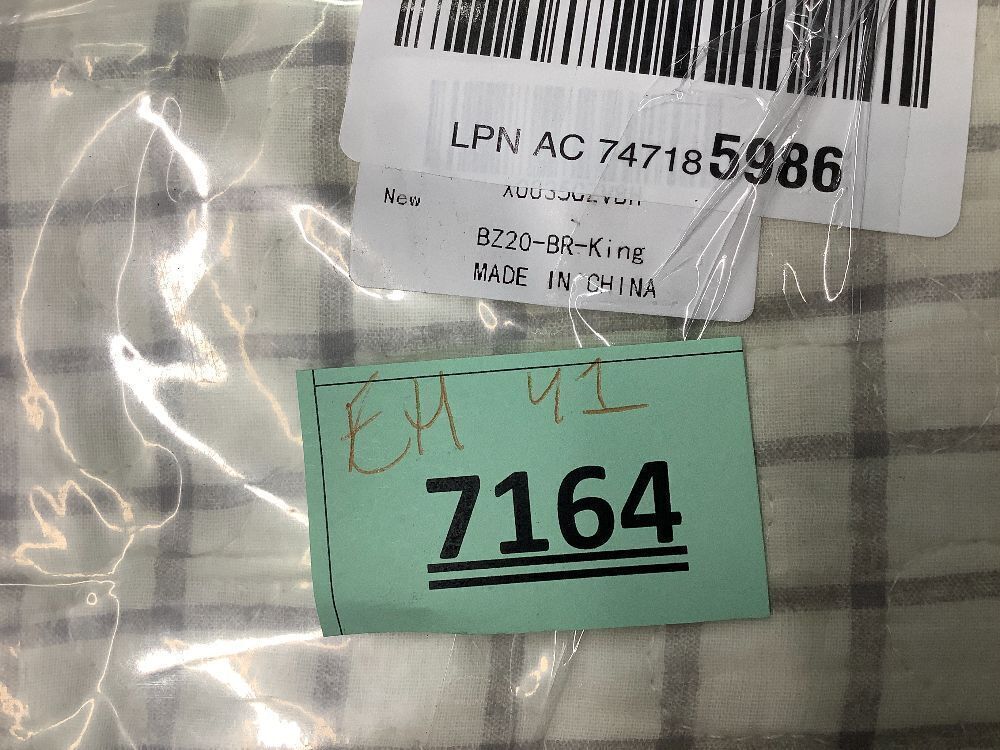 LPN AC 747185986
New
BZ20-BR-King
MADE IN CHINA
EH 41
7164